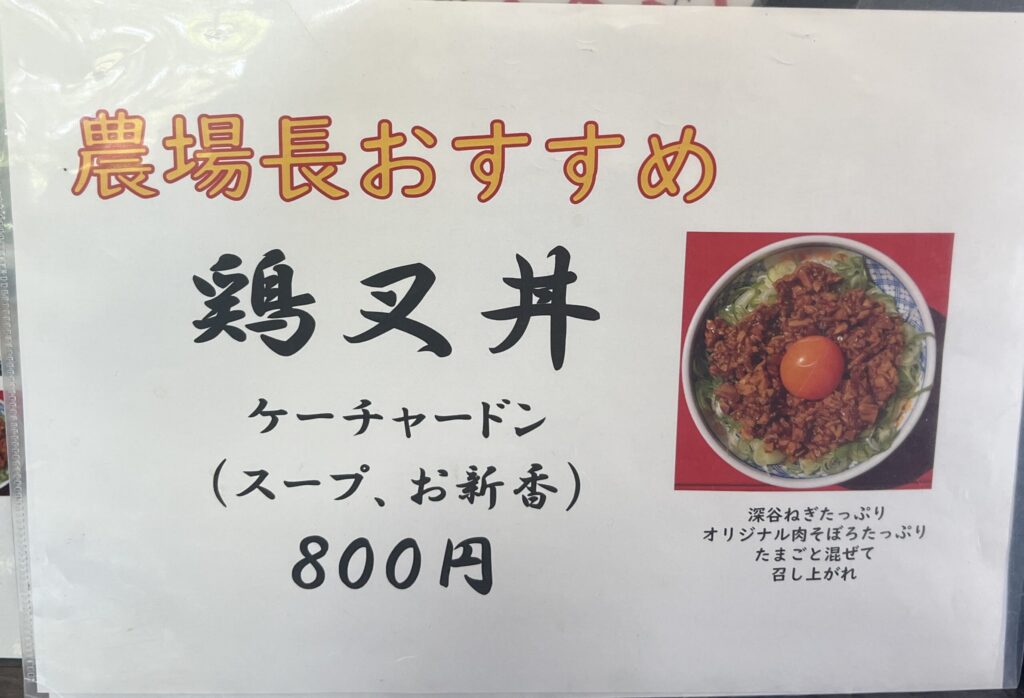 農場長おすすめ
鶏叉丼
ケーチャードン
(スープ、お新香)
800円
深谷ねぎたっぷり
オリジナル肉そぼろたっぷり
たまごと混ぜて
召し上がれ